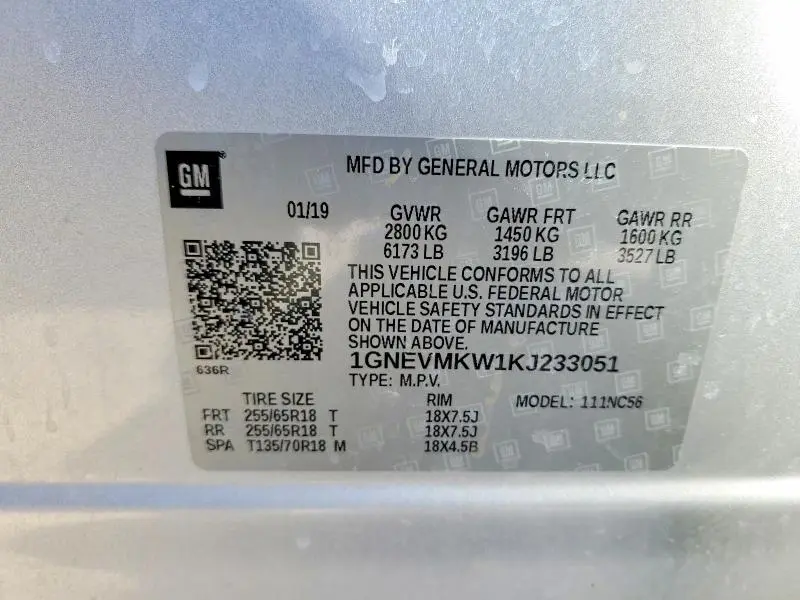 GM
MFD BY GENERAL MOTORS LLC
01/19 GVWR GAWR FRT GAWR RR
2800 KG 1450 KG 1600 KG
6173 LB 3196 LB 3527 LB
THIS VEHICLE CONFORMS TO ALL
APPLICABLE U.S. FEDERAL MOTOR
VEHICLE SAFETY STANDARDS IN EFFECT
ON THE DATE OF MANUFACTURE
SHOWN ABOVE.
636R
1GNEVMKW1KJ233051
TYPE: M.P.V.
TIRE SIZE RIM MODEL: 111NC56
FRT 255/65R18 T 18X7.5J
RR 255/65R18 T 18X7.5J
SPA T135/70R18 M 18X4.5B